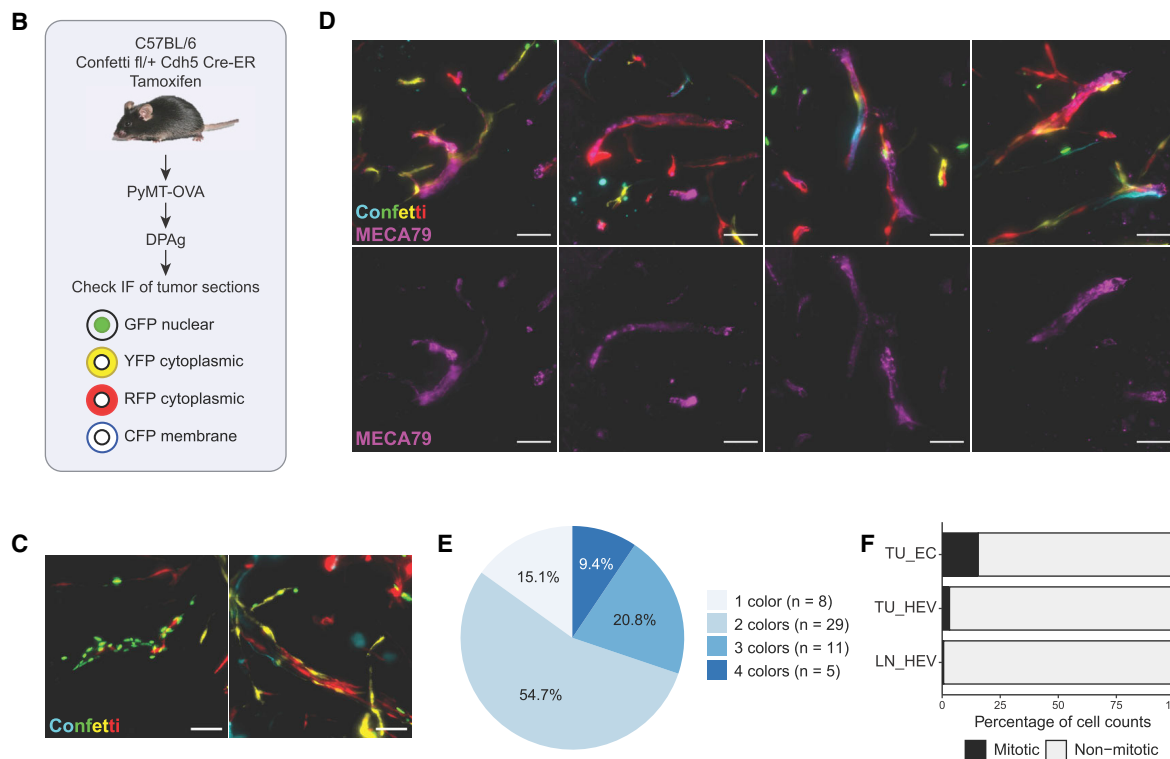 B
C57BL/6
Confetti fl/+ Cdh5 Cre-ER
Tamoxifen
PyMT-OVA
DPAg
Check IF of tumor sections
GFP nuclear
YFP cytoplasmic
RFP cytoplasmic
CFP membrane
D
Confetti
MECA79
MECA79
C
Confetti
E
15.1%
9.4%
20.8%
54.7%
1 color (n = 8)
2 colors (n = 29)
3 colors (n = 11)
4 colors (n = 5)
F
TU_EC
TU_HEV
LN_HEV
0 25 50 75
Percentage of cell counts
Mitotic Non−mitotic